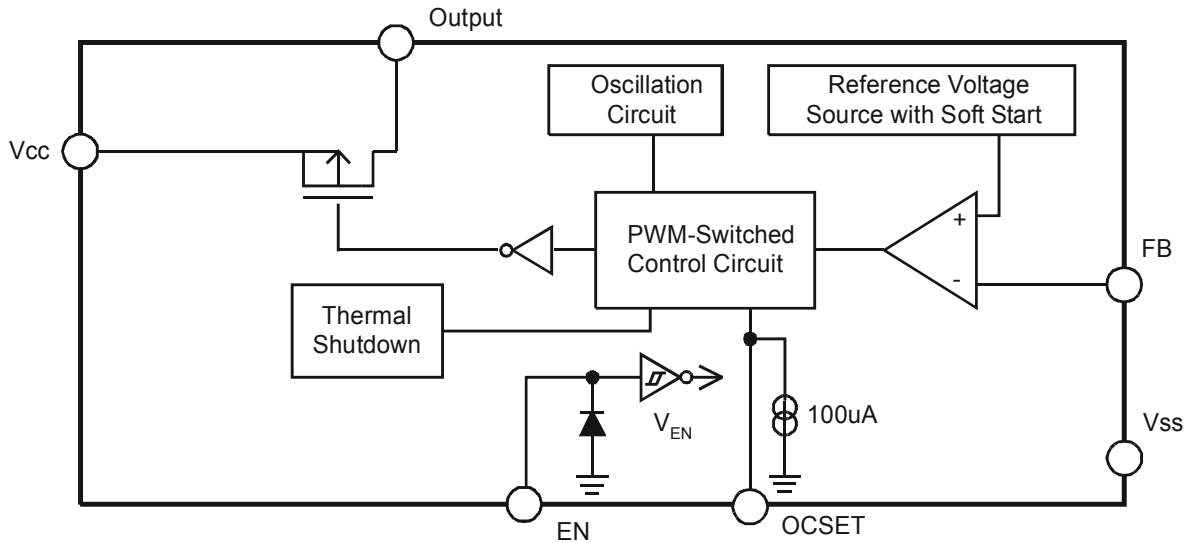 Output
Oscillation
Circuit
Reference Voltage
Source with Soft Start
Vcc
+
PWM-Switched
Control Circuit
FB
-
Thermal
Shutdown
100uA
VEN
Vss
EN
OCSET